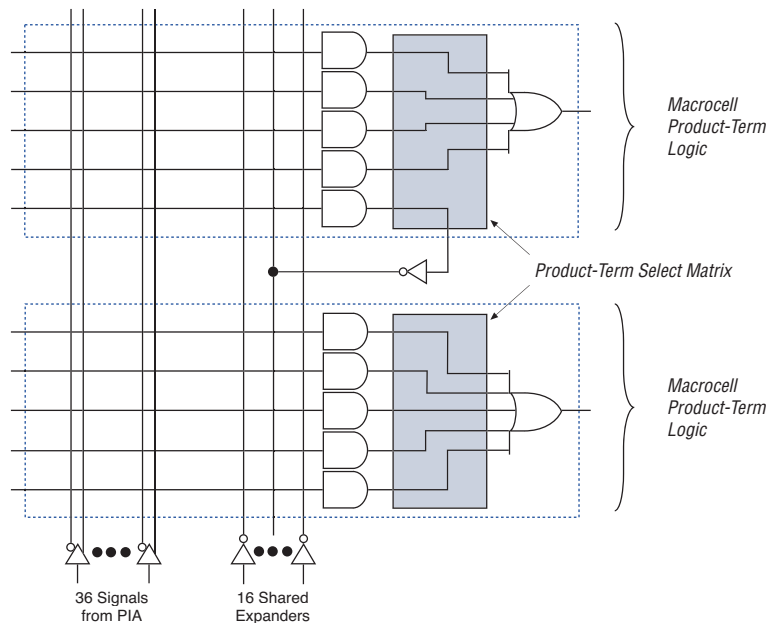 Macrocell
Product-Term
Logic
Product-Term Select Matrix
Macrocell
Product-Term
Logic
36 Signals
from PIA
16 Shared
Expanders